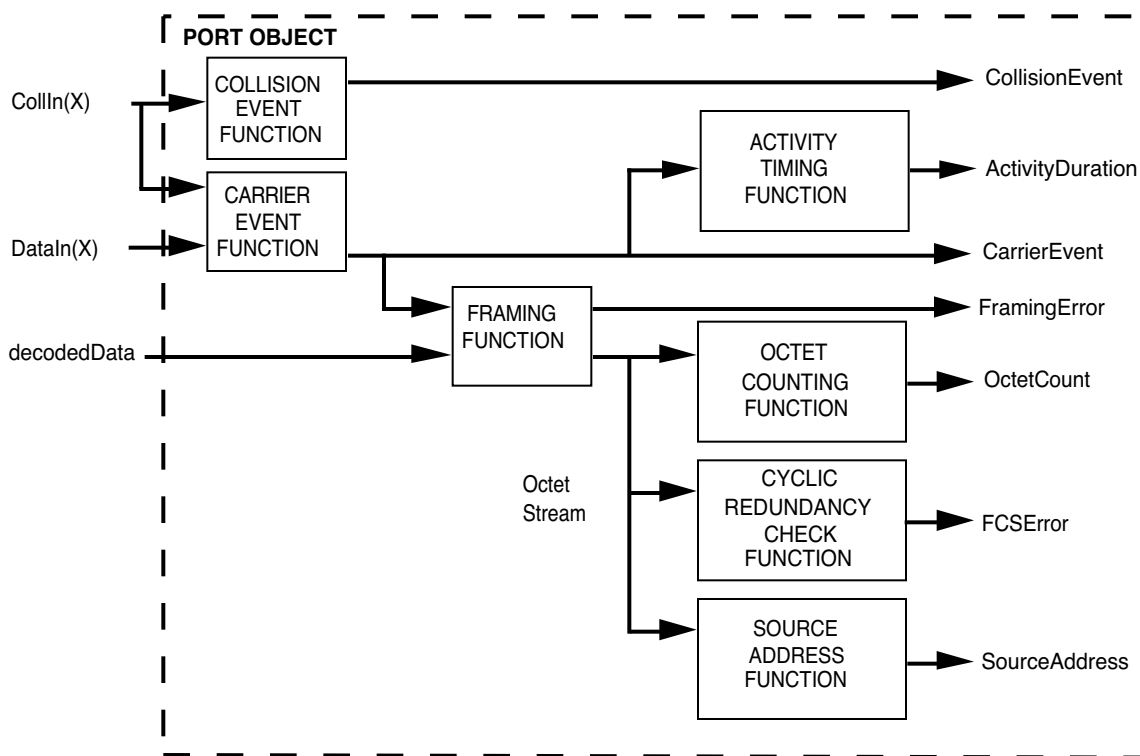 PORT OBJECT
CollIn(X)
COLLISION
EVENT
FUNCTION
CollisionEvent
ACTIVITY
TIMING
FUNCTION
ActivityDuration
CARRIER
EVENT
FUNCTION
DataIn(X)
CarrierEvent
FRAMING
FUNCTION
FramingError
decodedData
OCTET
COUNTING
FUNCTION
OctetCount
Octet
Stream
CYCLIC
REDUNDANCY
CHECK
FUNCTION
FCSError
SOURCE
ADDRESS
FUNCTION
SourceAddress